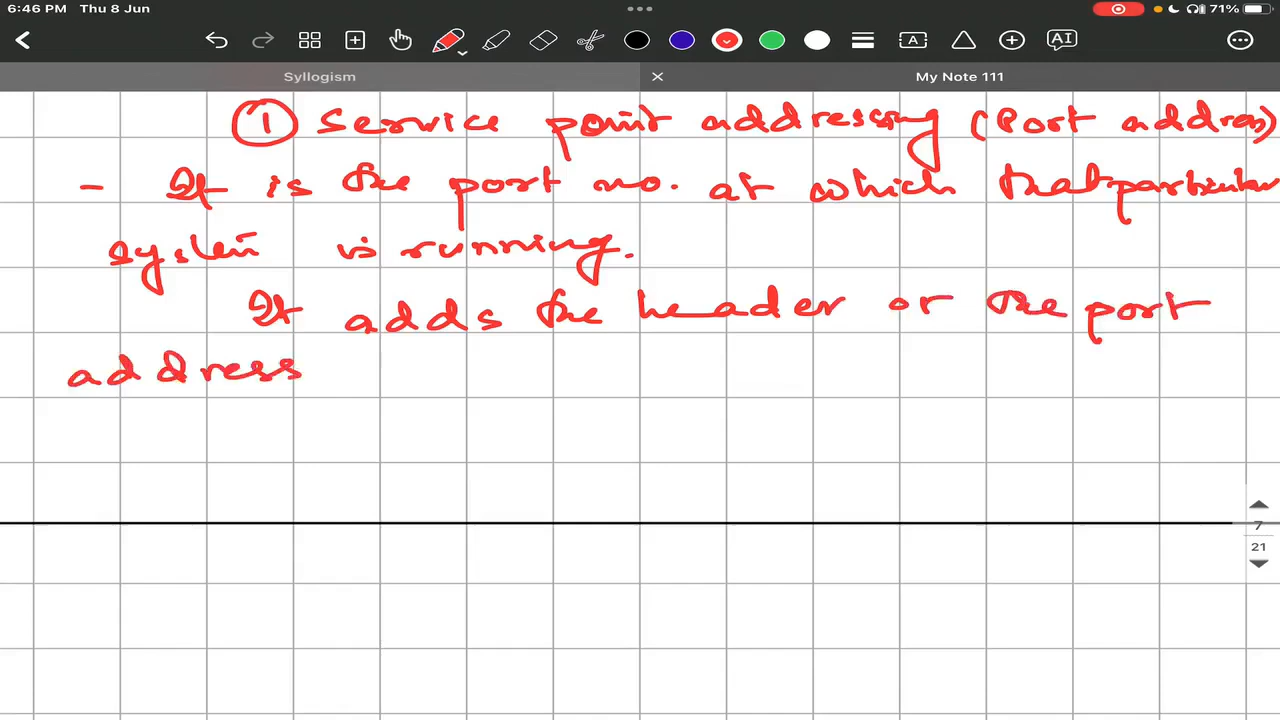 6:46 PM Thu 8 Jun
71%
A
AI
Syllogism
My Note 111
① Service point addressing (Port address)
- It is the port no. at which that particular
system is running.
It adds the header or the port
address
7
21